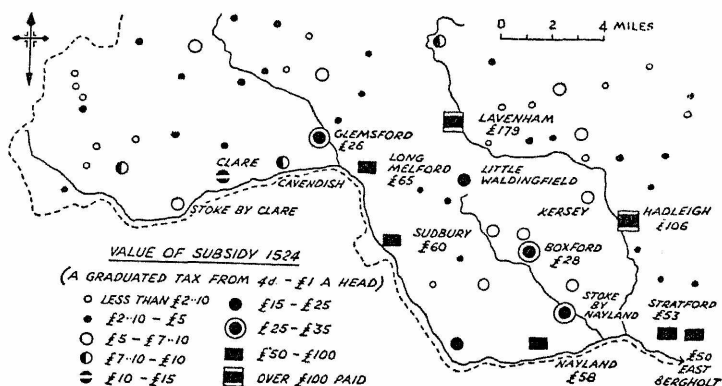 0 2 4 MILES
LAVENHAM
£179
GLEMSFORD
£26
CLARE
CAVENDISH
LONG
MELFORD
£65
LITTLE
WALDINGFIELD
STOKE BY CLARE
KERSEY
HADLEIGH
£106
SUDBURY
£60
BOXFORD
£28
STOKE
BY
NAYLAND
STRATFORD
£53
NAYLAND
£58
£50
EAST
BERGHOLT
VALUE OF SUBSIDY 1524
(A GRADUATED TAX FROM 4d. - £1 A HEAD)
LESS THAN £2..10
£2..10 - £5
£5 - £7..10
£7..10 - £10
£10 - £15
£15 - £25
£25 - £35
£50 - £100
OVER £100 PAID